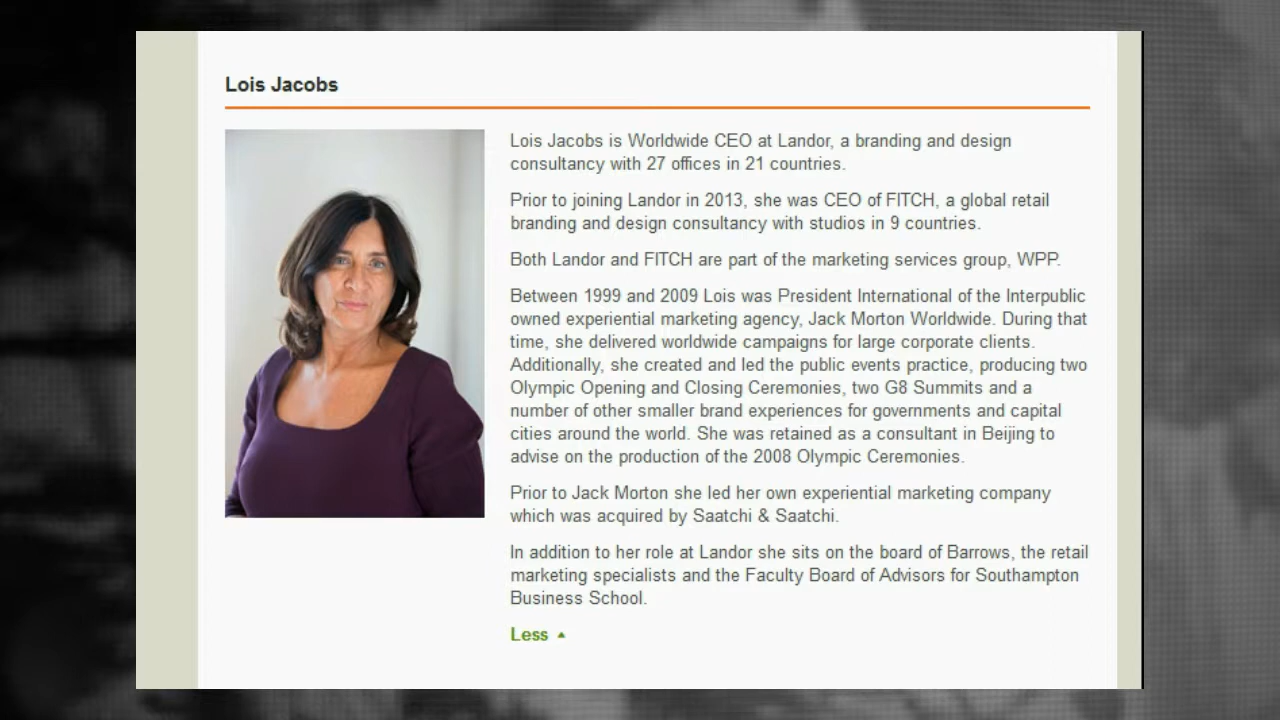 Lois Jacobs
Lois Jacobs is Worldwide CEO at Landor, a branding and design
consultancy with 27 offices in 21 countries.
Prior to joining Landor in 2013, she was CEO of FITCH, a global retail
branding and design consultancy with studios in 9 countries.
Both Landor and FITCH are part of the marketing services group, WPP.
Between 1999 and 2009 Lois was President International of the Interpublic
owned experiential marketing agency, Jack Morton Worldwide. During that
time, she delivered worldwide campaigns for large corporate clients.
Additionally, she created and led the public events practice, producing two
Olympic Opening and Closing Ceremonies, two G8 Summits and a
number of other smaller brand experiences for governments and capital
cities around the world. She was retained as a consultant in Beijing to
advise on the production of the 2008 Olympic Ceremonies.
Prior to Jack Morton she led her own experiential marketing company
which was acquired by Saatchi & Saatchi.
In addition to her role at Landor she sits on the board of Barrows, the retail
marketing specialists and the Faculty Board of Advisors for Southampton
Business School.
Less ▲